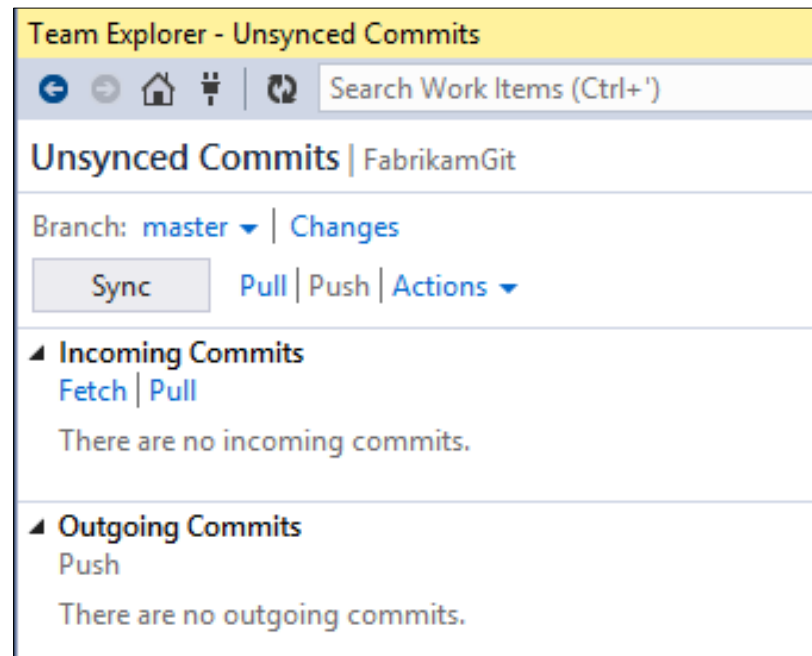 Team Explorer - Unsynced Commits
Search Work Items (Ctrl+')
Unsynced Commits | FabrikamGit
Branch: master | Changes
Sync Pull | Push | Actions
Incoming Commits
Fetch | Pull
There are no incoming commits.
Outgoing Commits
Push
There are no outgoing commits.